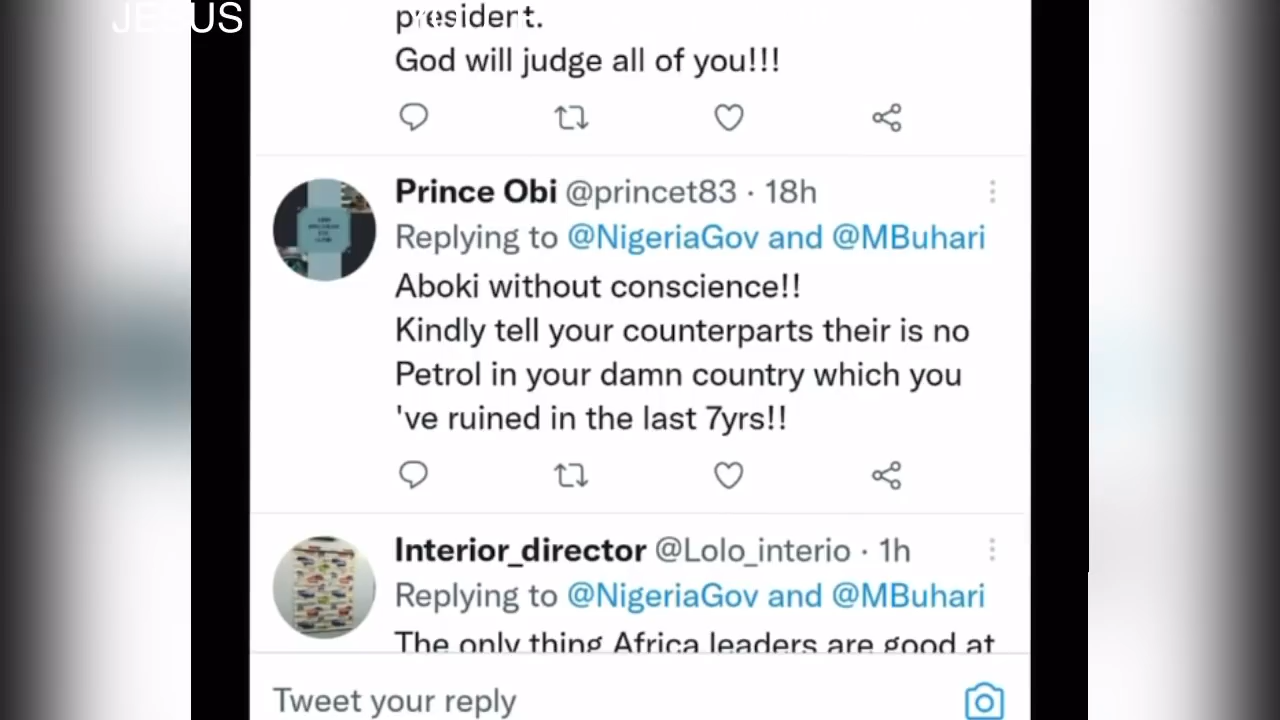 JESUS
president.
God will judge all of you!!!
Prince Obi @princet83 · 18h
Replying to @NigeriaGov and @MBuhari
Aboki without conscience!!
Kindly tell your counterparts their is no
Petrol in your damn country which you
've ruined in the last 7yrs!!
Interior_director @Lolo_interio · 1h
Replying to @NigeriaGov and @MBuhari
The only thing Africa leaders are good at
Tweet your reply